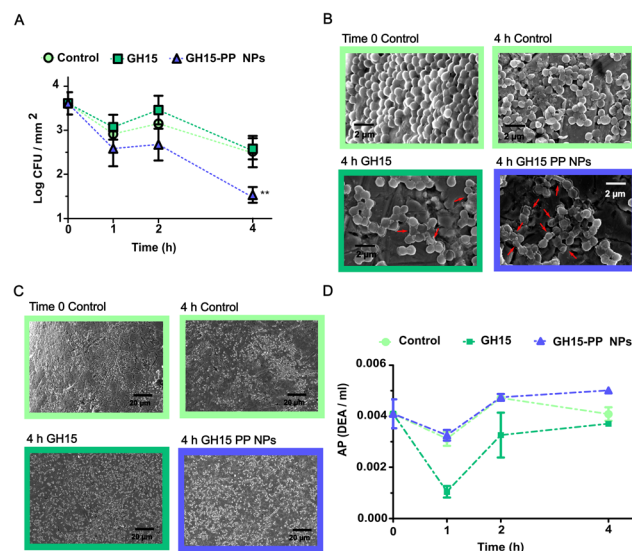 A
Control GH15 GH15-PP NPs
Log CFU / mm 2
3.5
2.5
1.5
0 1 2 4
**
Time (h)
B
Time 0 Control 4 h Control
2 μm 2 μm
4 h GH15 4 h GH15 PP NPs
2 μm 2 μm
C
Time 0 Control 4 h Control
20 μm 20 μm
4 h GH15 4 h GH15 PP NPs
20 μm 20 μm
D
Control GH15 GH15-PP NPs
AP (DEA / ml)
0.006
0.004
0.002
0.000
0 1 2 4
Time (h)